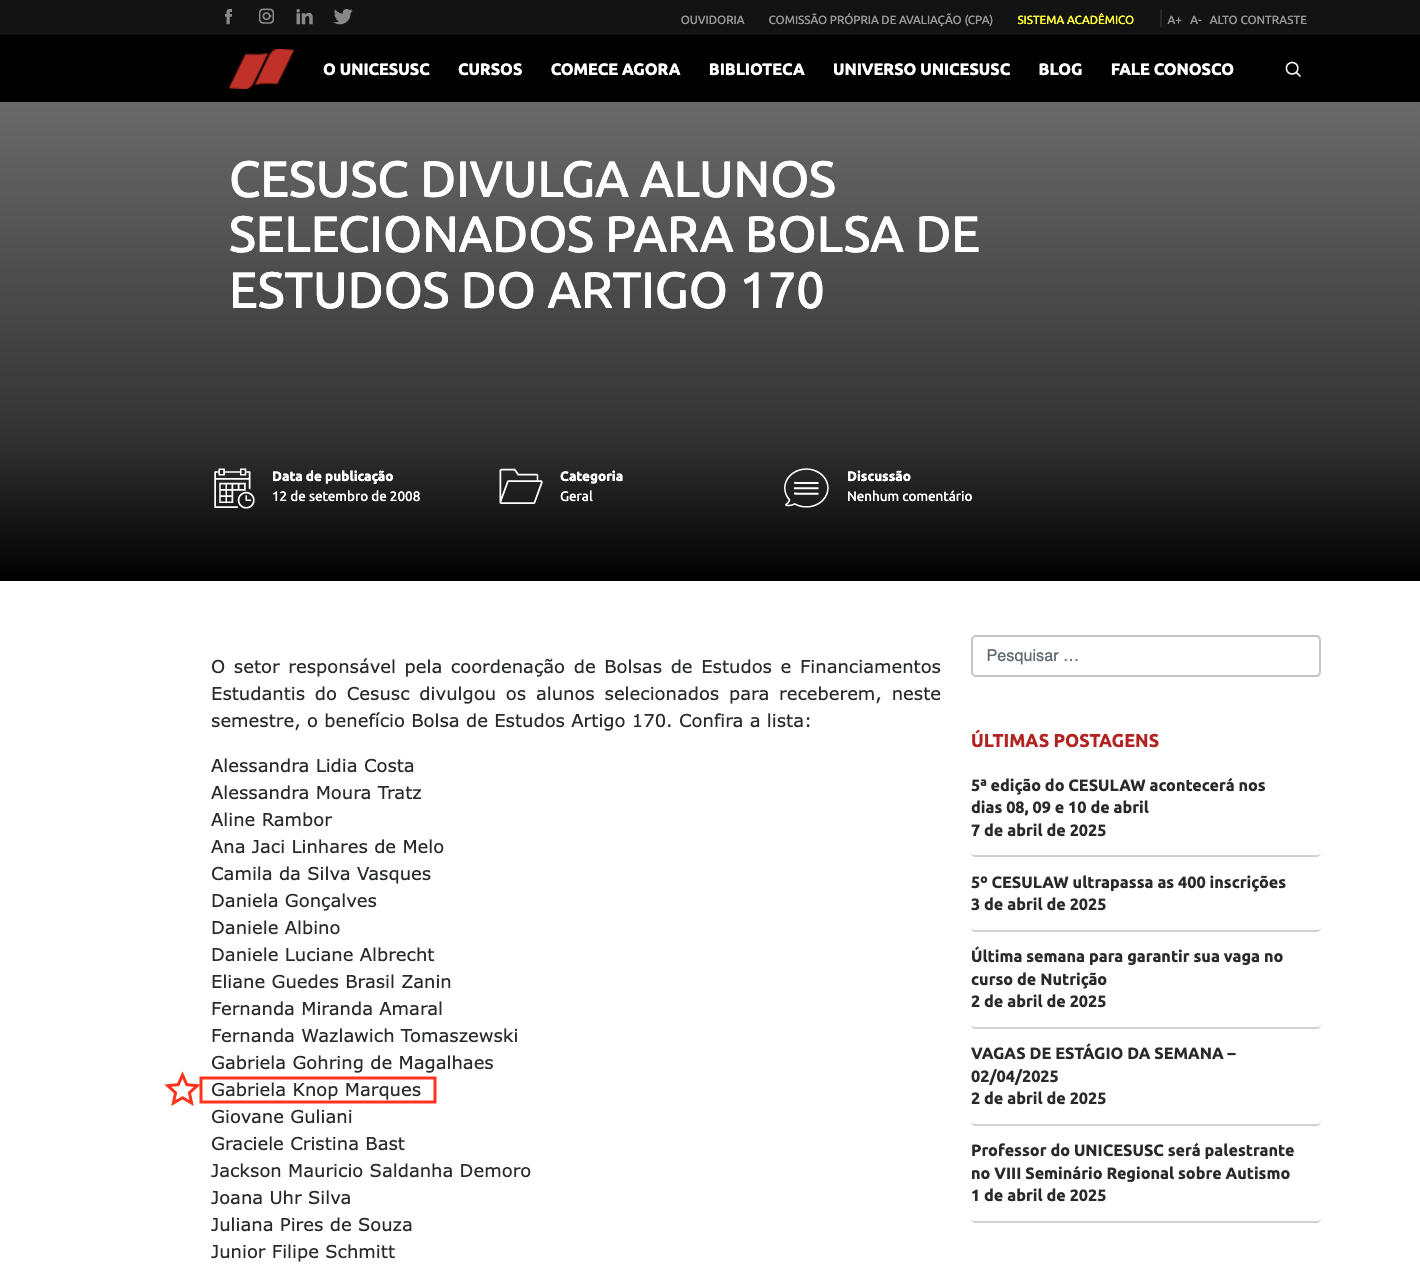 OUVIDORIA COMISSÃO PRÓPRIA DE AVALIAÇÃO (CPA) SISTEMA ACADÊMICO A+ A- ALTO CONTRASTE
O UNICESUSC CURSOS COMECE AGORA BIBLIOTECA UNIVERSO UNICESUSC BLOG FALE CONOSCO
CESUSC DIVULGA ALUNOS
SELECIONADOS PARA BOLSA DE
ESTUDOS DO ARTIGO 170
Data de publicação
12 de setembro de 2008
Categoria
Geral
Discussão
Nenhum comentário
O setor responsável pela coordenação de Bolsas de Estudos e Financiamentos
Estudantis do Cesusc divulgou os alunos selecionados para receberem, neste
semestre, o benefício Bolsa de Estudos Artigo 170. Confira a lista:
Alessandra Lidia Costa
Alessandra Moura Tratz
Aline Rambor
Ana Jaci Linhares de Melo
Camila da Silva Vasques
Daniela Gonçalves
Daniele Albino
Daniele Luciane Albrecht
Eliane Guedes Brasil Zanin
Fernanda Miranda Amaral
Fernanda Wazlawich Tomaszewski
Gabriela Gohring de Magalhaes
Gabriela Knop Marques
Giovane Guliani
Graciele Cristina Bast
Jackson Mauricio Saldanha Demoro
Joana Uhr Silva
Juliana Pires de Souza
Junior Filipe Schmitt
Pesquisar …
ÚLTIMAS POSTAGENS
5ª edição do CESULAW acontecerá nos
dias 08, 09 e 10 de abril
7 de abril de 2025
5º CESULAW ultrapassa as 400 inscrições
3 de abril de 2025
Última semana para garantir sua vaga no
curso de Nutrição
2 de abril de 2025
VAGAS DE ESTÁGIO DA SEMANA –
02/04/2025
2 de abril de 2025
Professor do UNICESUSC será palestrante
no VIII Seminário Regional sobre Autismo
1 de abril de 2025